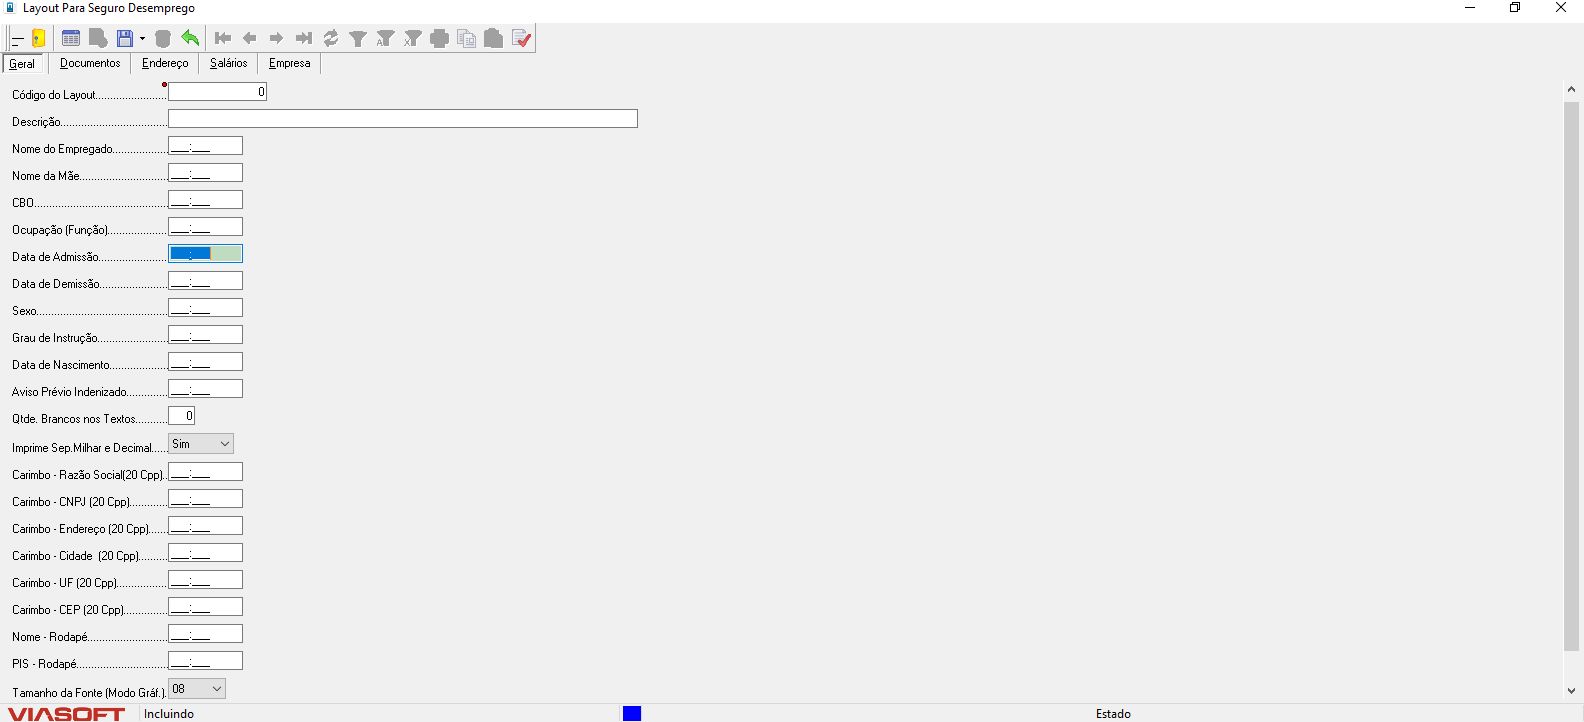 Layout Para Seguro Desemprego
Geral Documentos Endereço Salários Empresa
Código do Layout........................ 0
Descrição....................................
Nome do Empregado................... ___:___
Nome da Mãe.............................. ___:___
CBO............................................. ___:___
Ocupação (Função).................... ___:___
Data de Admissão....................... ___:___
Data de Demissão....................... ___:___
Sexo............................................ ___:___
Grau de Instrução........................ ___:___
Data de Nascimento.................... ___:___
Aviso Prévio Indenizado.............. ___:___
Qtde. Brancos nos Textos........... 0
Imprime Sep.Milhar e Decimal...... Sim
Carimbo - Razão Social(20 Cpp).. ___:___
Carimbo - CNPJ (20 Cpp)............ ___:___
Carimbo - Endereço (20 Cpp)...... ___:___
Carimbo - Cidade  (20 Cpp)......... ___:___
Carimbo - UF (20 Cpp)................. ___:___
Carimbo - CEP (20 Cpp).............. ___:___
Nome - Rodapé........................... ___:___
PIS - Rodapé............................... ___:___
Tamanho da Fonte (Modo Gráf.). 08
VIASOFT Incluindo Estado